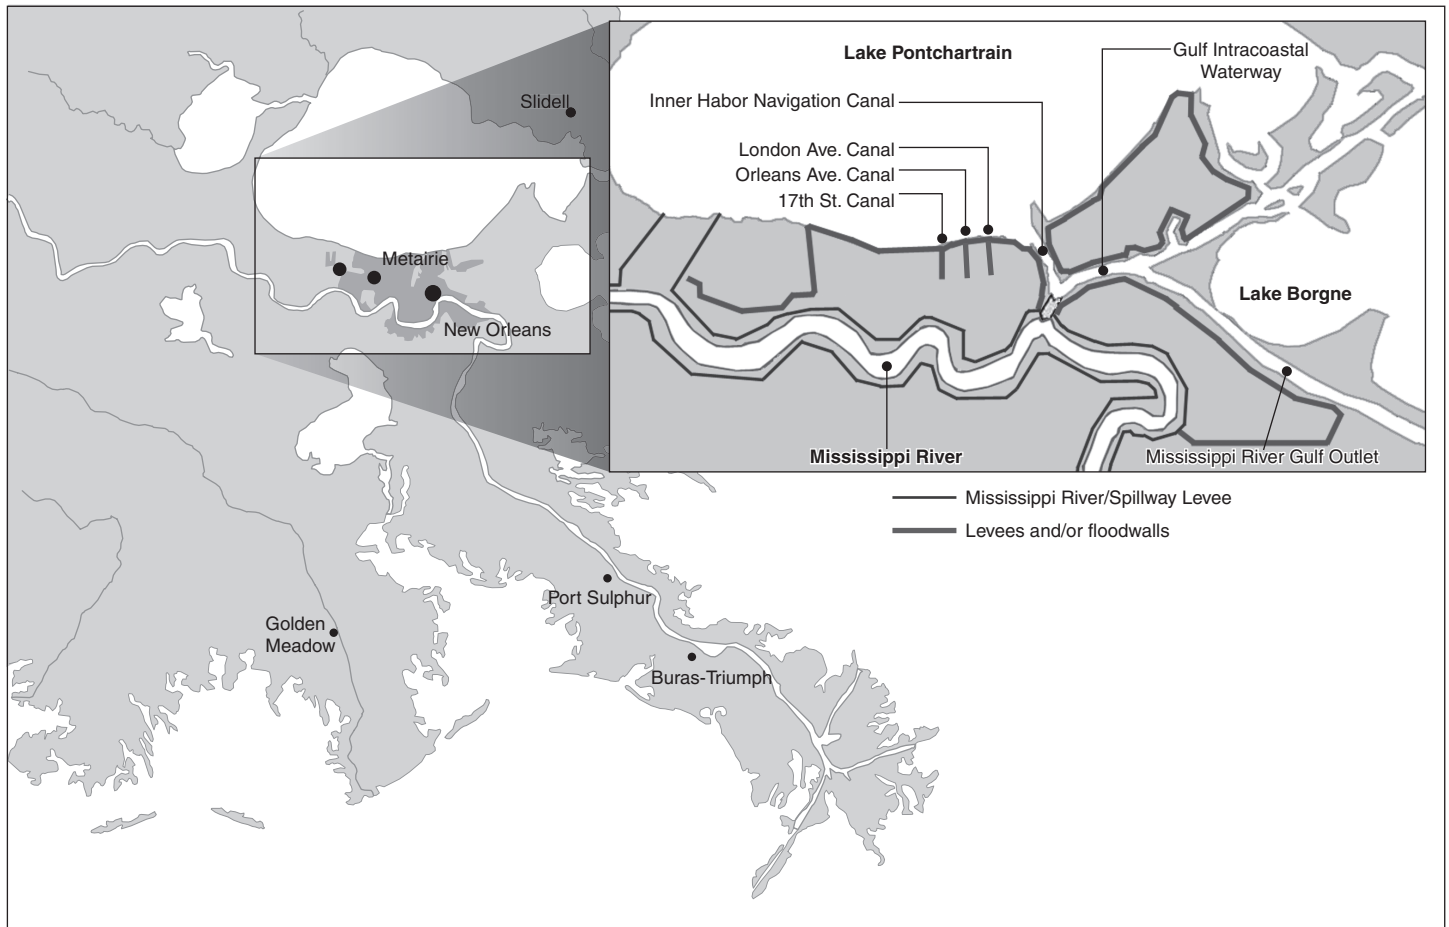 Lake Pontchartrain
Gulf Intracoastal
Waterway
Slidell
Inner Habor Navigation Canal
London Ave. Canal
Orleans Ave. Canal
17th St. Canal
Metairie
Lake Borgne
New Orleans
Mississippi River
Mississippi River Gulf Outlet
Mississippi River/Spillway Levee
Levees and/or floodwalls
Port Sulphur
Golden
Meadow
Buras-Triumph